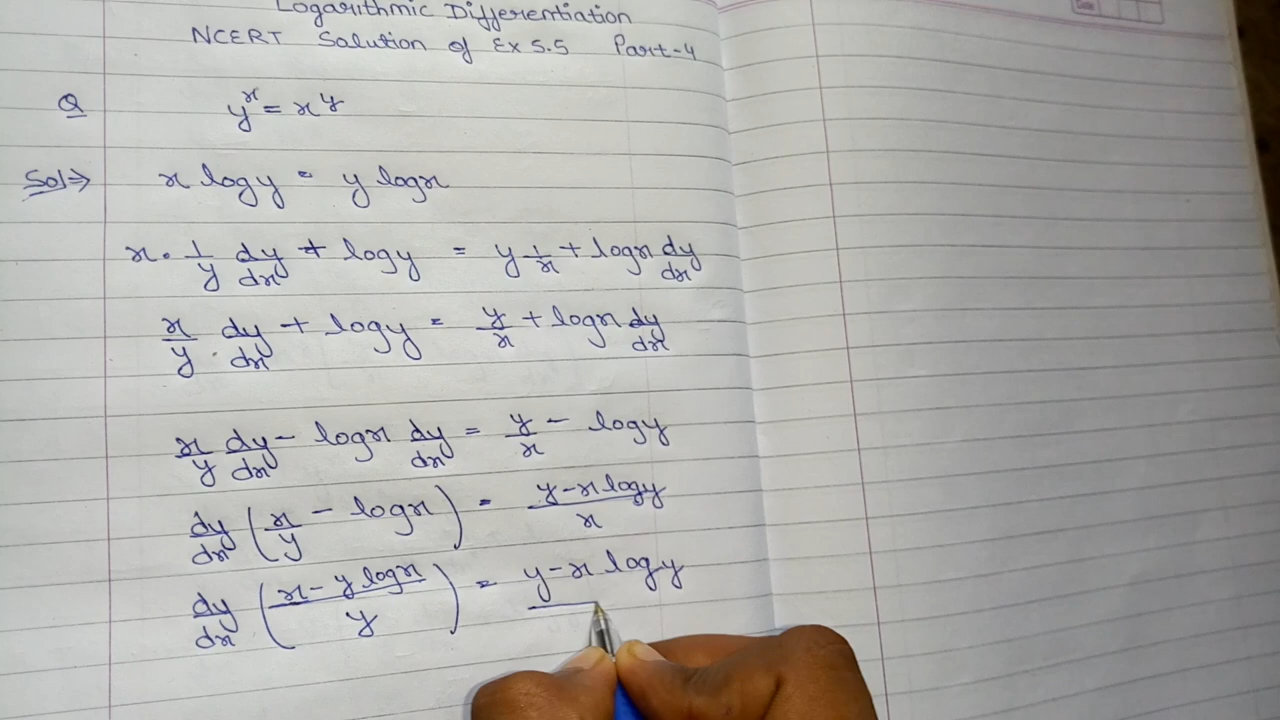 Logarithmic Differentiation
NCERT Solution of Ex 5.5 Part-4
Date
Q y^x = x^y
Sol⇒ x log y = y log x
x · 1/y dy/dx + log y = y 1/x + log x dy/dx
x/y · dy/dx + log y = y/x + log x dy/dx
x/y dy/dx - log x dy/dx = y/x - log y
dy/dx (x/y - log x) = (y - x log y)/x
dy/dx ((x - y log x)/y) = y - x log y